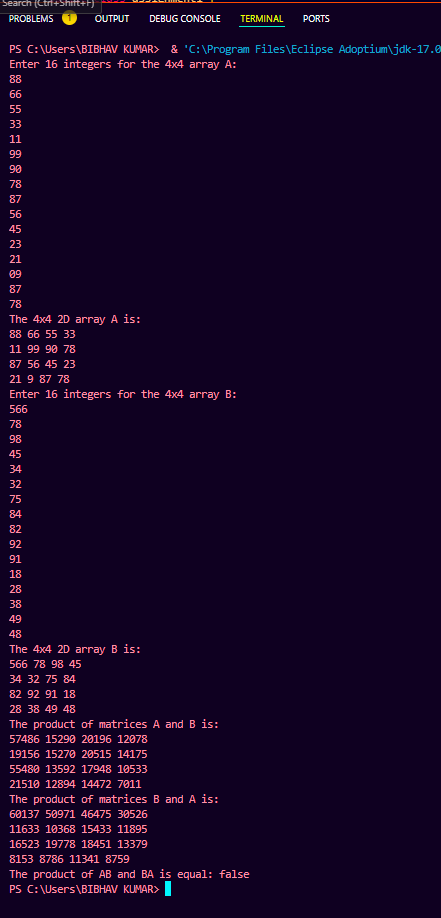 Search (Ctrl+Shift+F)
PROBLEMS 1 OUTPUT DEBUG CONSOLE TERMINAL PORTS
PS C:\Users\BIBHAV KUMAR> & 'C:\Program Files\Eclipse Adoptium\jdk-17.0
Enter 16 integers for the 4x4 array A:
88
66
55
33
11
99
90
78
87
56
45
23
21
09
87
78
The 4x4 2D array A is:
88 66 55 33
11 99 90 78
87 56 45 23
21 9 87 78
Enter 16 integers for the 4x4 array B:
566
78
98
45
34
32
75
84
82
92
91
18
28
38
49
48
The 4x4 2D array B is:
566 78 98 45
34 32 75 84
82 92 91 18
28 38 49 48
The product of matrices A and B is:
57486 15290 20196 12078
19156 15270 20515 14175
55480 13592 17948 10533
21510 12894 14472 7011
The product of matrices B and A is:
60137 50971 46475 30526
11633 10368 15433 11895
16523 19778 18451 13379
8153 8786 11341 8759
The product of AB and BA is equal: false
PS C:\Users\BIBHAV KUMAR>